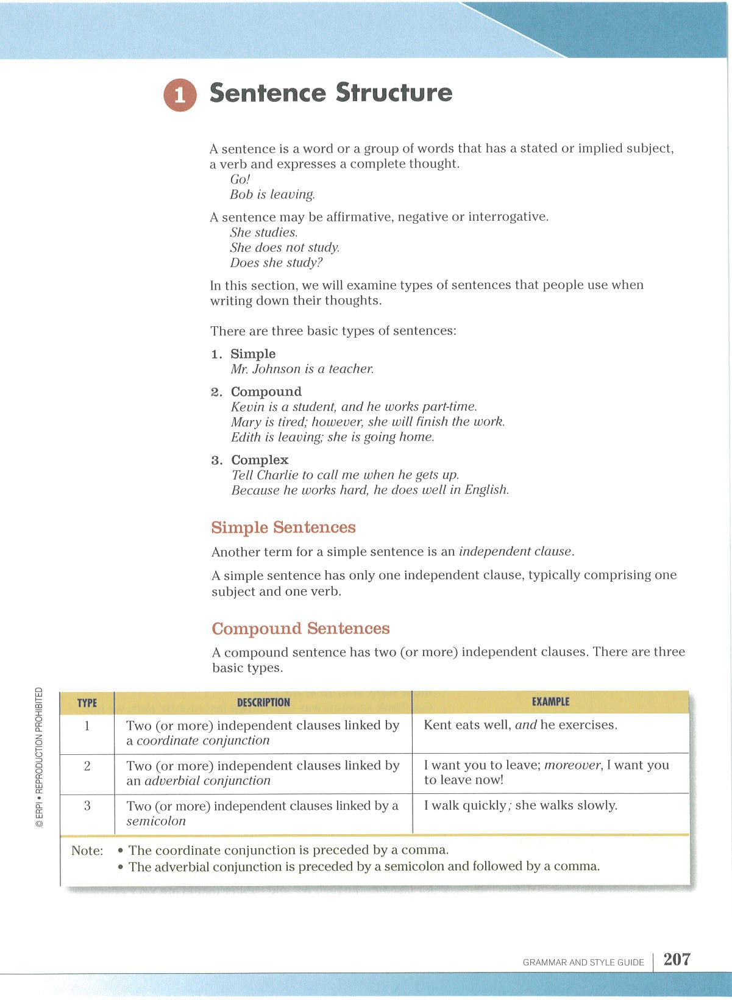 1 Sentence Structure
A sentence is a word or a group of words that has a stated or implied subject,
a verb and expresses a complete thought.
Go!
Bob is leaving.
A sentence may be affirmative, negative or interrogative.
She studies.
She does not study.
Does she study?
In this section, we will examine types of sentences that people use when
writing down their thoughts.
There are three basic types of sentences:
1. Simple
Mr. Johnson is a teacher.
2. Compound
Kevin is a student, and he works part-time.
Mary is tired; however, she will finish the work.
Edith is leaving; she is going home.
3. Complex
Tell Charlie to call me when he gets up.
Because he works hard, he does well in English.
Simple Sentences
Another term for a simple sentence is an independent clause.
A simple sentence has only one independent clause, typically comprising one
subject and one verb.
Compound Sentences
A compound sentence has two (or more) independent clauses. There are three
basic types.
TYPE DESCRIPTION EXAMPLE
1 Two (or more) independent clauses linked by Kent eats well, and he exercises.
a coordinate conjunction
2 Two (or more) independent clauses linked by I want you to leave; moreover, I want you
an adverbial conjunction to leave now!
3 Two (or more) independent clauses linked by a I walk quickly; she walks slowly.
semicolon
Note: • The coordinate conjunction is preceded by a comma.
• The adverbial conjunction is preceded by a semicolon and followed by a comma.
© ERPI • REPRODUCTION PROHIBITED
GRAMMAR AND STYLE GUIDE 207